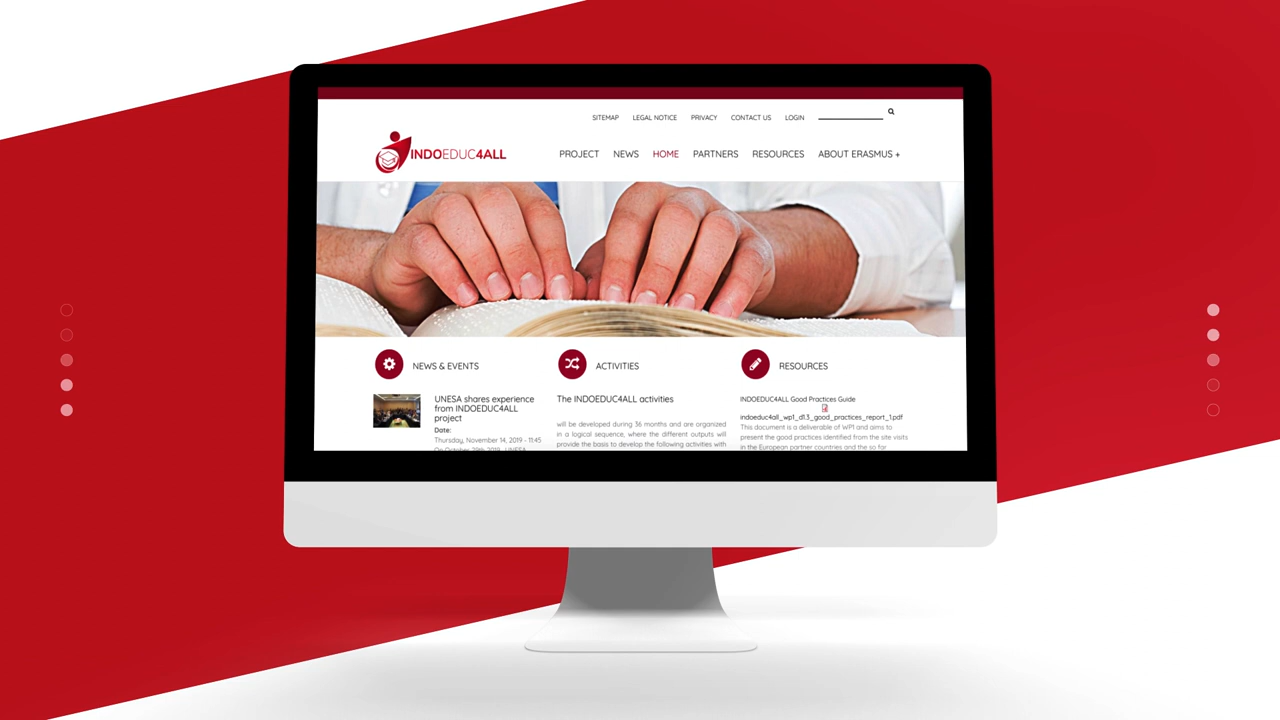 SITEMAP LEGAL NOTICE PRIVACY CONTACT US LOGIN
INDOEDUC4ALL
PROJECT NEWS HOME PARTNERS RESOURCES ABOUT ERASMUS +
NEWS & EVENTS
UNESA shares experience
from INDOEDUC4ALL
project
Date:
Thursday, November 14, 2019 - 11:45
On October 29th 2019, UNESA
ACTIVITIES
The INDOEDUC4ALL activities
will be developed during 36 months and are organized
in a logical sequence, where the different outputs will
provide the basis to develop the following activities with
RESOURCES
INDOEDUC4ALL Good Practices Guide
indoeduc4all_wp1_d1.3_good_practices_report_1.pdf
This document is a deliverable of WP1 and aims to
present the good practices identified from the site visits
in the European partner countries and the so far